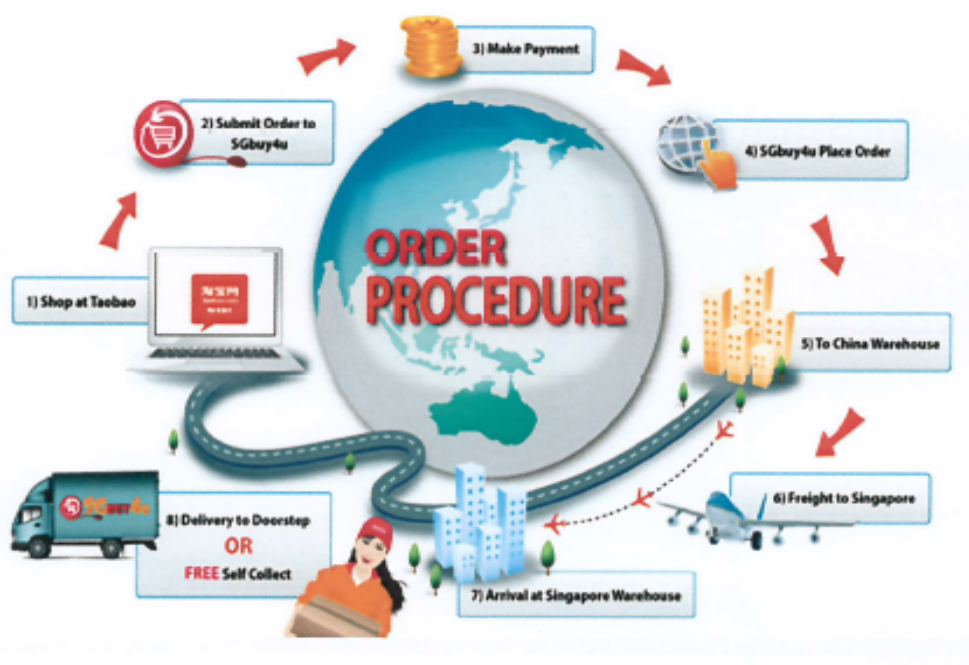 3) Make Payment
2) Submit Order to
SGbuy4u
4) SGbuy4u Place Order
ORDER
PROCEDURE
1) Shop at Taobao
5) To China Warehouse
6) Freight to Singapore
SGBUY4U
8) Delivery to Doorstep
OR
FREE Self Collect
7) Arrival at Singapore Warehouse